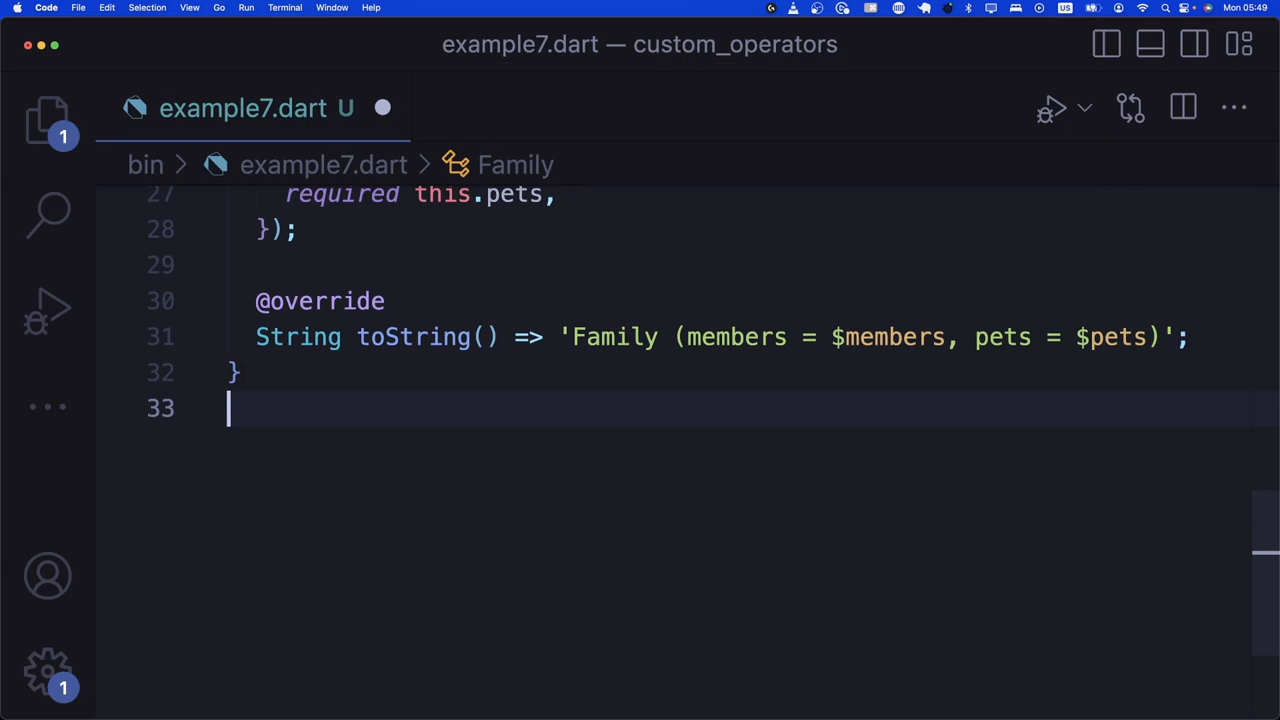 Code File Edit Selection View Go Run Terminal Window Help US Mon 05:49
example7.dart — custom_operators
example7.dart U
bin example7.dart Family
27 required this.pets,
28 });
29
30 @override
31 String toString() => 'Family (members = $members, pets = $pets)';
32 }
33
1
1